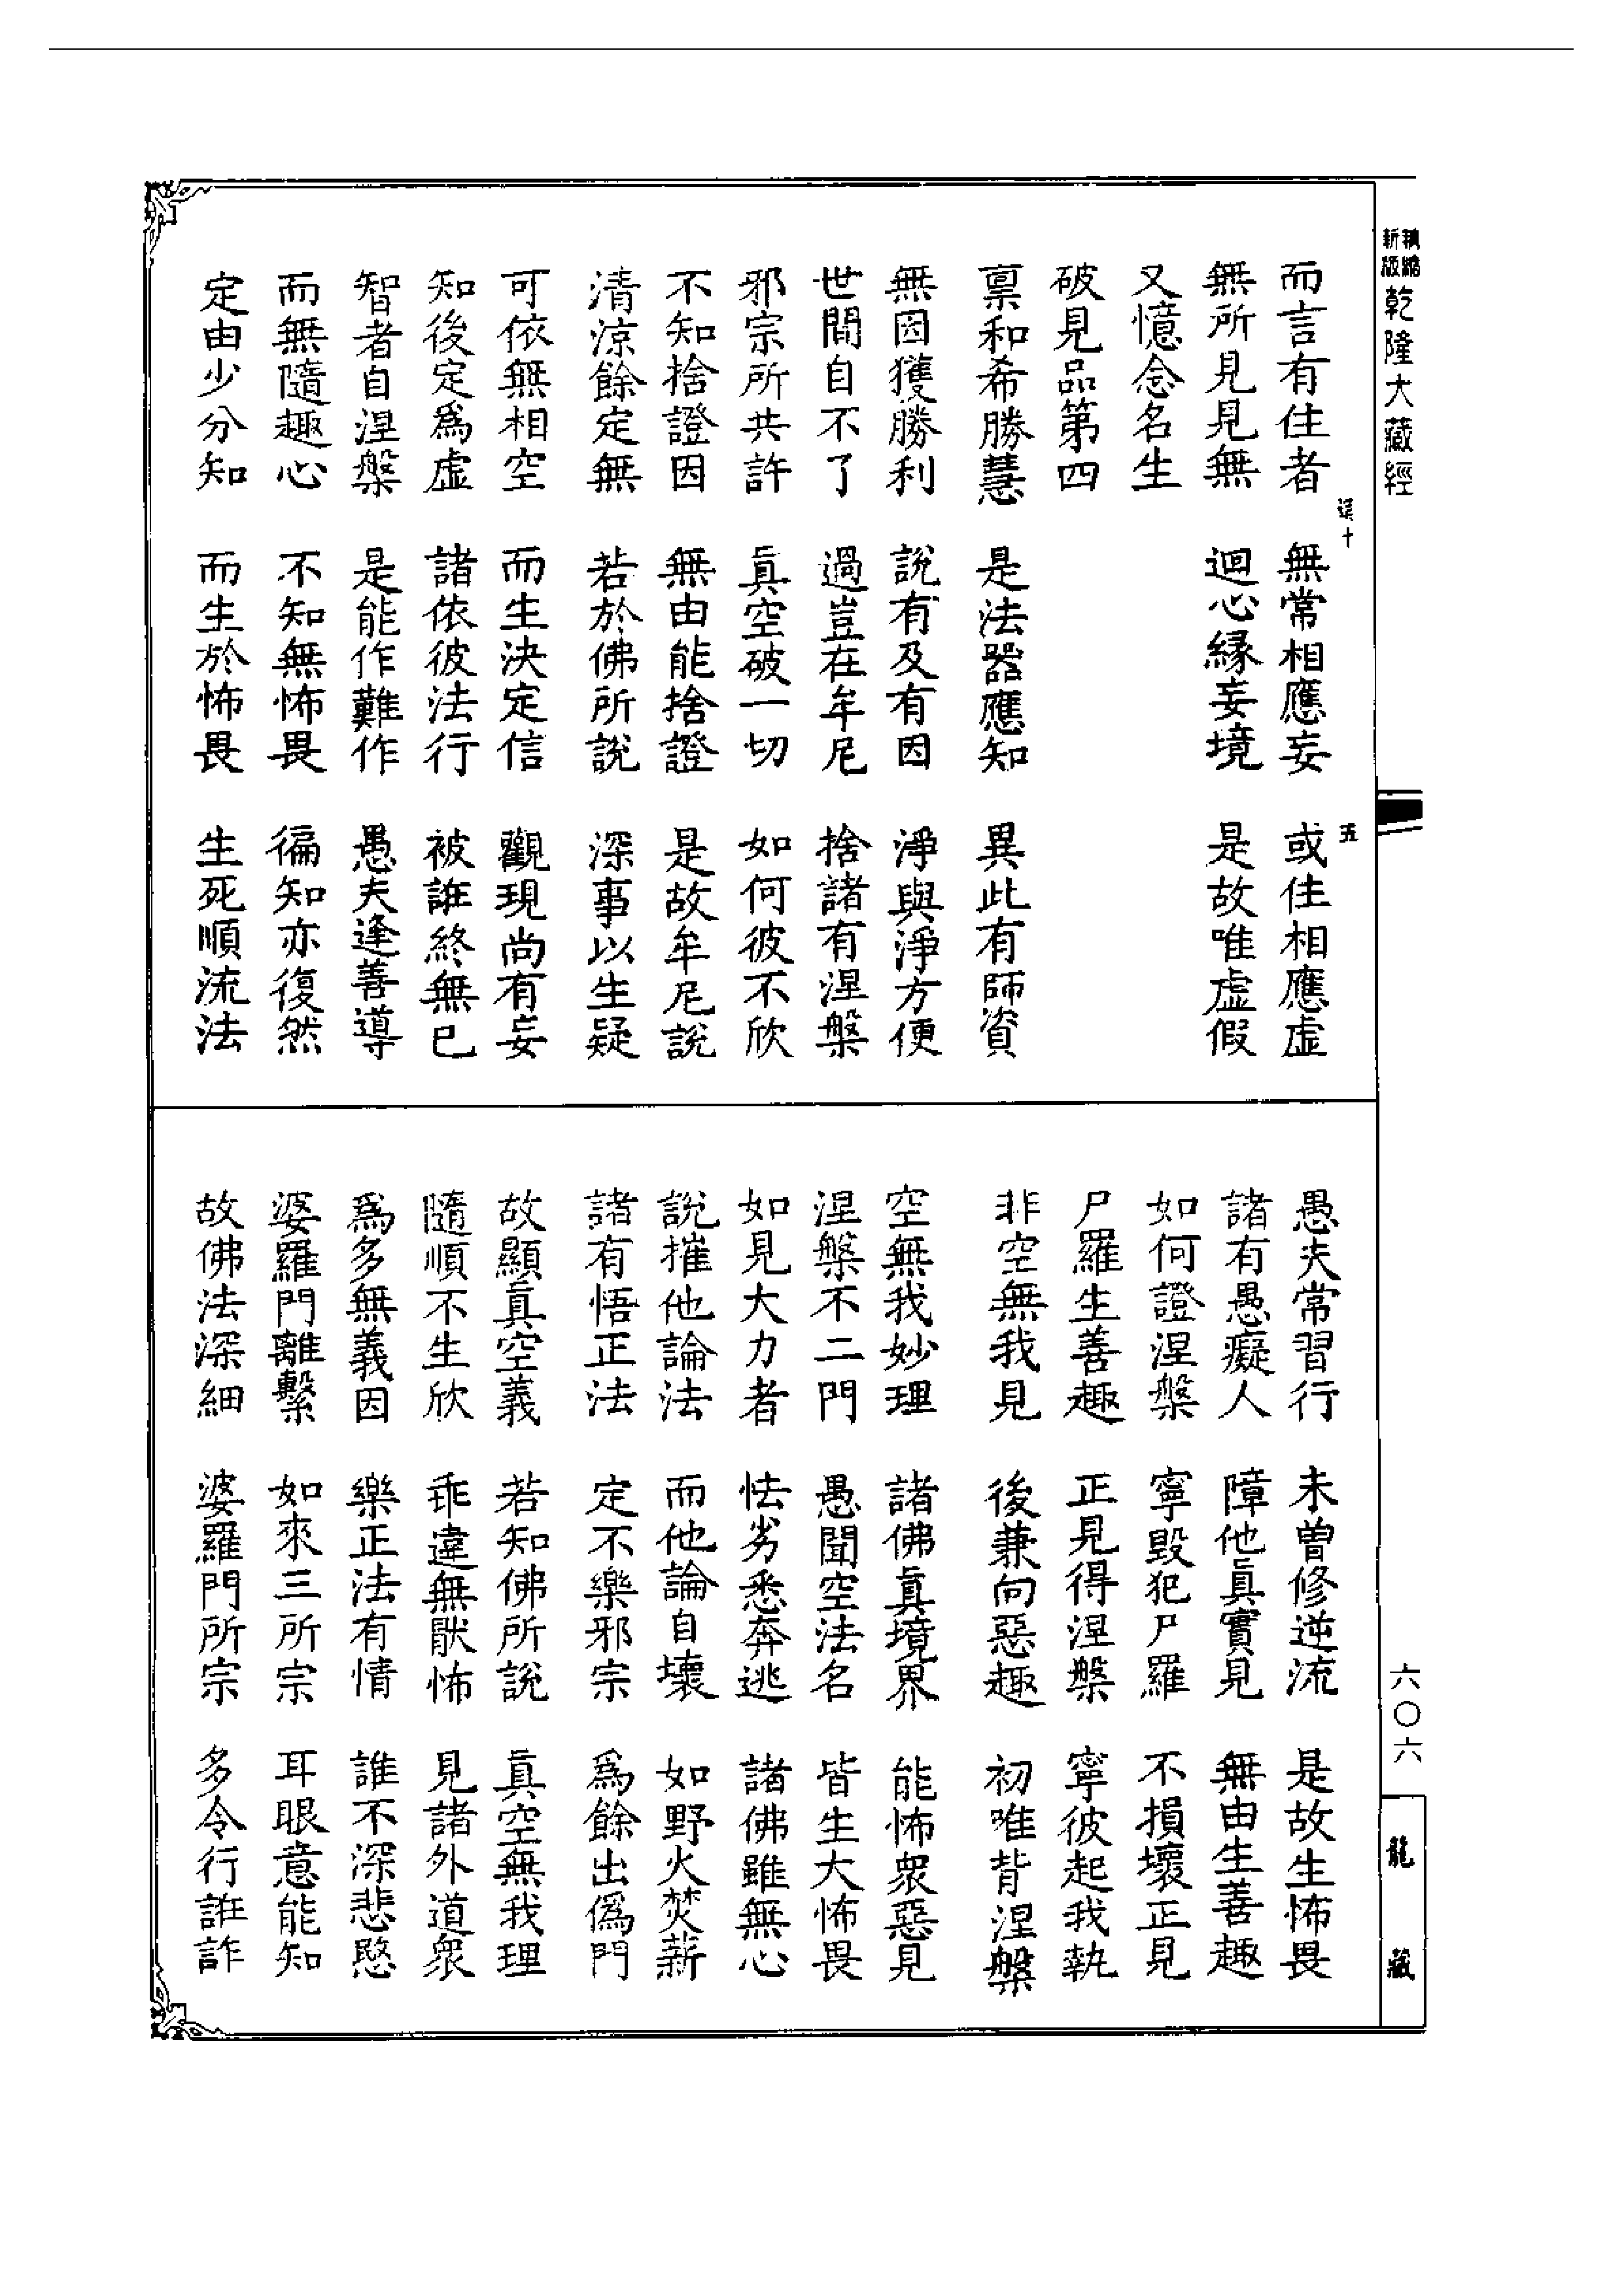 新版 精縮 乾隆大藏經
而言有住者　無常相應妄　或住相應虛
無所見見無　迴心緣妄境　是故唯虛假
又憶念名生
破見品第四
稟和希勝慧　是法器應知　異此有師資
無因獲勝利　說有及有因　淨與淨方便
世間自不了　過豈在牟尼　捨諸有涅槃
邪宗所共許　真空破一切　如何彼不欣
不知捨證因　無由能捨證　是故牟尼說
清涼餘定無　若於佛所說　深事以生疑
可依無相空　而生決定信　觀現尚有妄
知後定為虛　諸依彼法行　被誑終無已
智者自涅槃　是能作難作　愚夫逢善導
而無隨趣心　不知無怖畏　徧知亦復然
定由少分知　而生於怖畏　生死順流法
愚夫常習行　未曾修逆流　是故生怖畏
諸有愚癡人　障他真實見　無由生善趣
如何證涅槃　寧毀犯尸羅　不損壞正見
尸羅生善趣　正見得涅槃　寧彼起我執
非空無我見　後兼向惡趣　初唯背涅槃
空無我妙理　諸佛真境界　能怖眾惡見
涅槃不二門　愚聞空法名　皆生大怖畏
如見大力者　怯劣悉奔逃　諸佛雖無心
說摧他論法　而他論自壞　如野火焚薪
諸有悟正法　定不樂邪宗　為餘出偽門
故顯真空義　若知佛所說　真空無我理
隨順不生欣　乖違無厭怖　見諸外道眾
為多無義因　樂正法有情　誰不深悲愍
婆羅門離繫　如來三所宗　耳眼意能知
故佛法深細　婆羅門所宗　多令行誑詐
五
六〇六
龍藏